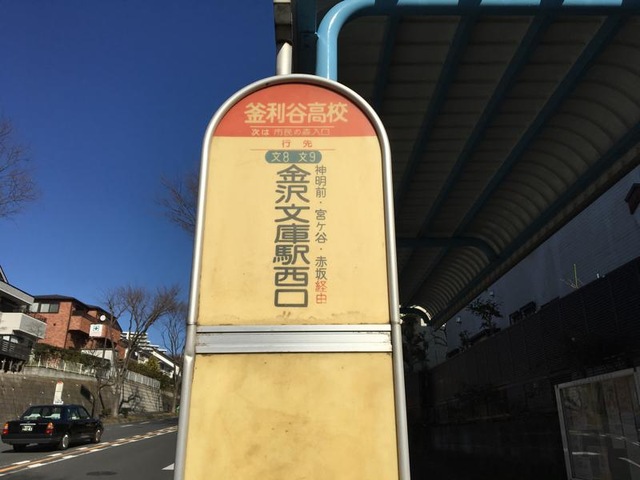 釜利谷高校
次は 市民の森入口
行先
文8 文9
神明前・宮ケ谷・赤坂経由
金沢文庫駅西口